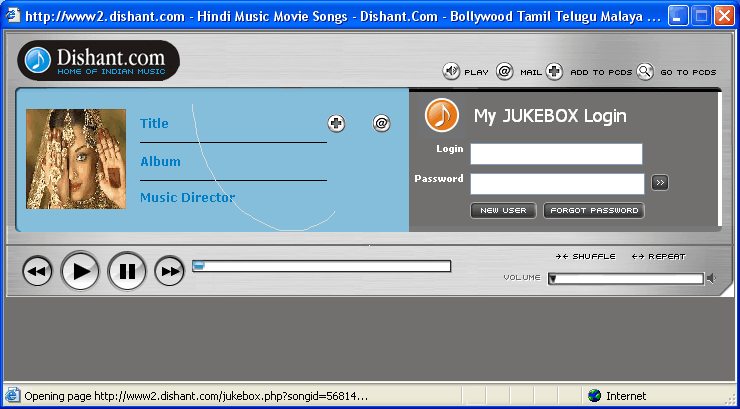 http://www2.dishant.com - Hindi Music Movie Songs - Dishant.Com - Bollywood Tamil Telugu Malaya ...
Dishant.com
HOME OF INDIAN MUSIC
PLAY @ MAIL ADD TO PCDS GO TO PCDS
Title @
Album
Music Director
My JUKEBOX Login
Login
Password >>
NEW USER FORGOT PASSWORD
SHUFFLE REPEAT
VOLUME
Opening page http://www2.dishant.com/jukebox.php?songid=56814... Internet